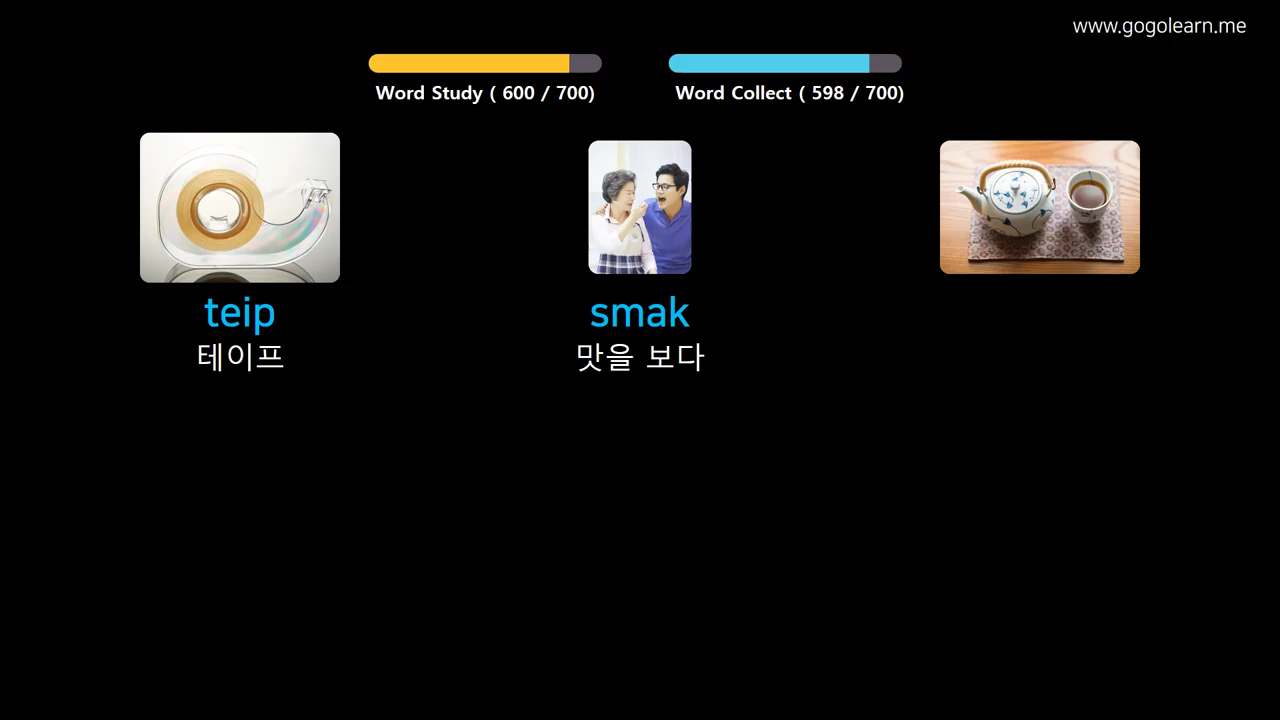 www.gogolearn.me
Word Study ( 600 / 700)
Word Collect ( 598 / 700)
teip
테이프
smak
맛을 보다